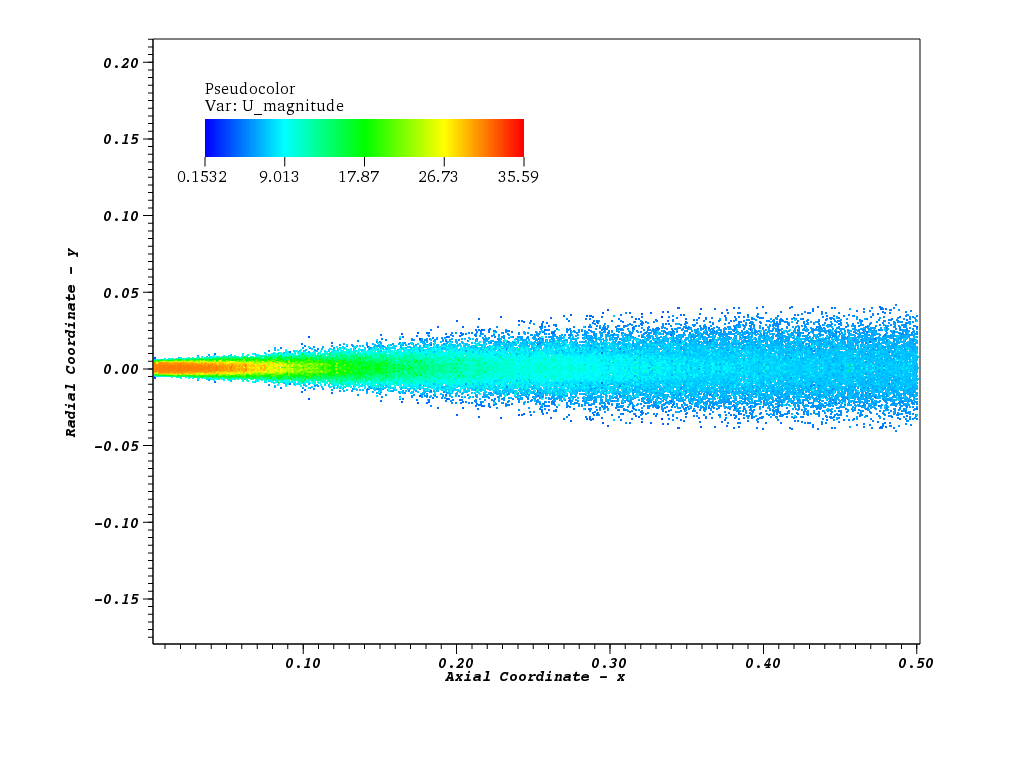 Pseudocolor
Var: U_magnitude
0.1532 9.013 17.87 26.73 35.59
Radial Coordinate - y
0.20
0.15
0.10
0.05
0.00
-0.05
-0.10
-0.15
0.10 0.20 0.30 0.40 0.50
Axial Coordinate - x